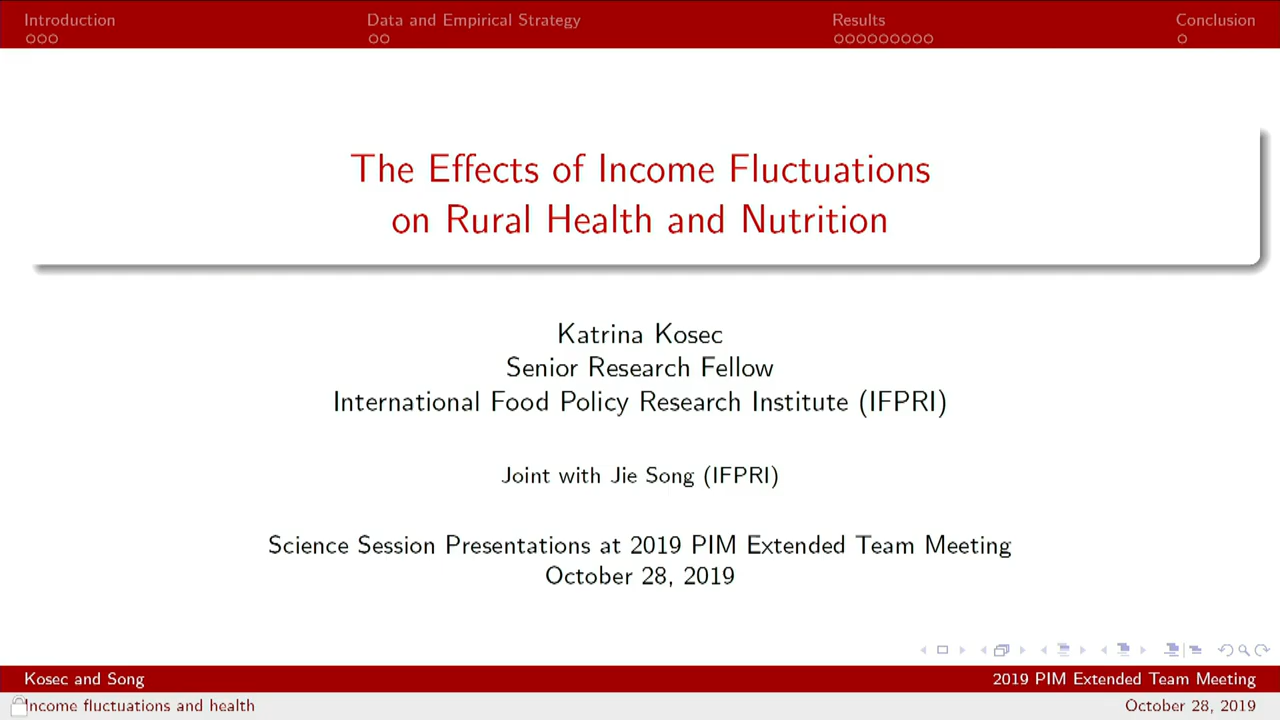 Introduction
Data and Empirical Strategy
Results
Conclusion
The Effects of Income Fluctuations
on Rural Health and Nutrition
Katrina Kosec
Senior Research Fellow
International Food Policy Research Institute (IFPRI)
Joint with Jie Song (IFPRI)
Science Session Presentations at 2019 PIM Extended Team Meeting
October 28, 2019
Kosec and Song
2019 PIM Extended Team Meeting
Income fluctuations and health
October 28, 2019